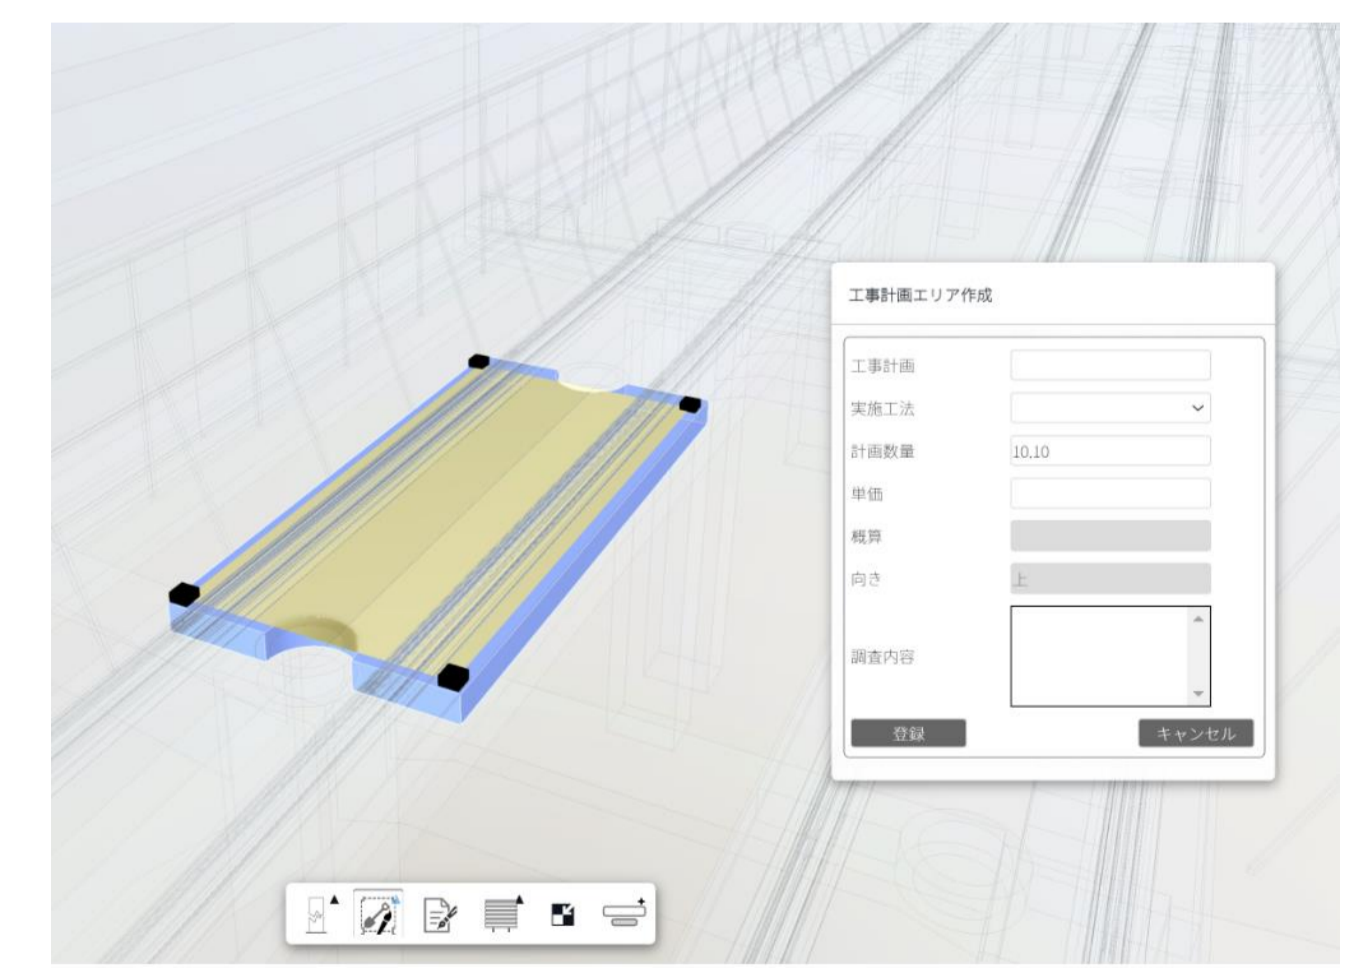 工事計画エリア作成
工事計画
実施工法
計画数量 10.10
単価
概算
向き 上
調査内容
登録 キャンセル